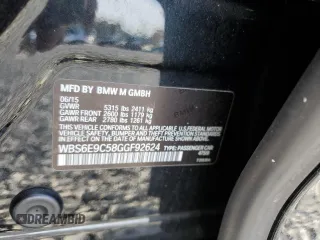 MFD BY BMW M GMBH
06/15
GVWR 5315 lbs 2411 kg
GAWR FRONT 2600 lbs 1179 kg
GAWR REAR 2780 lbs 1261 kg
THIS VEHICLE CONFORMS TO ALL APPLICABLE U.S. FEDERAL MOTOR
VEHICLE SAFETY, BUMPER AND THEFT PREVENTION STANDARDS
IN EFFECT ON THE DATE OF MANUFACTURE SHOWN ABOVE.
WBS6E9C58GGF92624 TYPE: PASSENGER CAR
DREAMBID